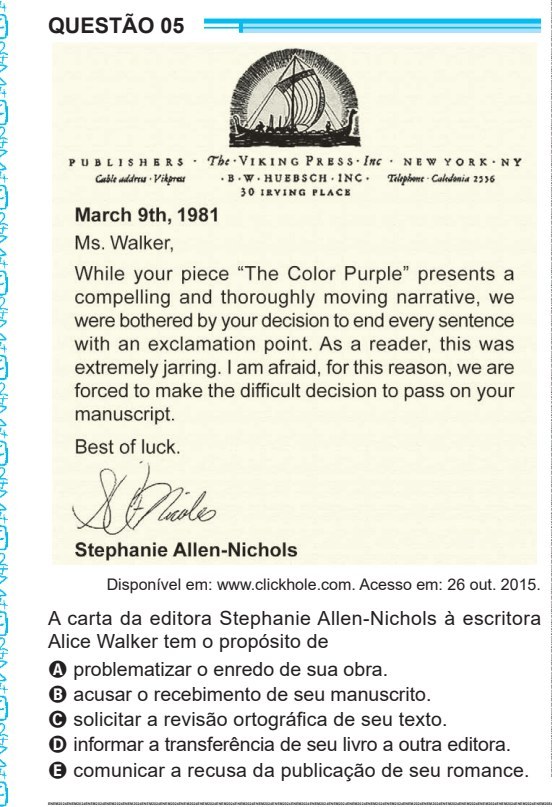 QUESTÃO 05
PUBLISHERS · The · VIKING PRESS · Inc · NEW YORK · NY
Cable address · Vikpress · B · W · HUEBSCH · INC · Telephone · Caledonia 2536
30 IRVING PLACE
March 9th, 1981
Ms. Walker,
While your piece “The Color Purple” presents a
compelling and thoroughly moving narrative, we
were bothered by your decision to end every sentence
with an exclamation point. As a reader, this was
extremely jarring. I am afraid, for this reason, we are
forced to make the difficult decision to pass on your
manuscript.
Best of luck.
Stephanie Allen-Nichols
Disponível em: www.clickhole.com. Acesso em: 26 out. 2015.
A carta da editora Stephanie Allen-Nichols à escritora
Alice Walker tem o propósito de
A problematizar o enredo de sua obra.
B acusar o recebimento de seu manuscrito.
C solicitar a revisão ortográfica de seu texto.
D informar a transferência de seu livro a outra editora.
E comunicar a recusa da publicação de seu romance.